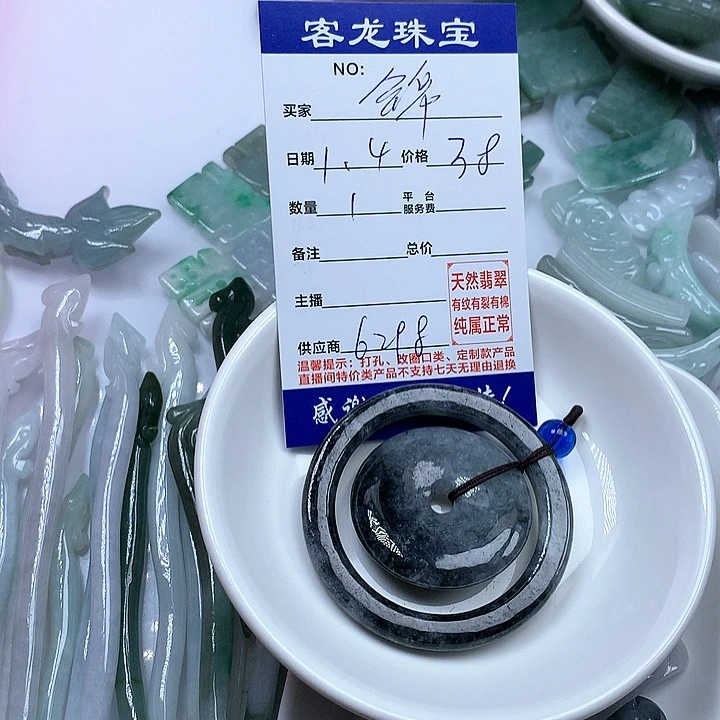 客龙珠宝
NO:
买家
日期 1.4 价格 38
数量 1 平台服务费
备注 总价
天然翡翠
有纹有裂有棉
纯属正常
主播
供应商 6298
温馨提示:打孔、改圈口类、定制款产品
直播间特价类产品不支持七天无理由退换
感谢